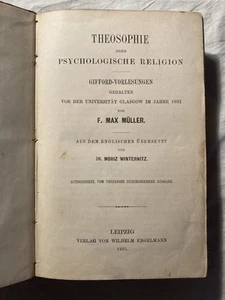 THEOSOPHIE
ODER
PSYCHOLOGISCHE RELIGION
GIFFORD-VORLESUNGEN
GEHALTEN
VOR DER UNIVERSITÄT GLASGOW IM JAHRE 1892
VON
F. MAX MÜLLER.
AUS DEM ENGLISCHEN ÜBERSETZT
VON
DR. MORIZ WINTERNITZ.
AUTORISIERTE, VOM VERFASSER DURCHGESEHENE AUSGABE.
LEIPZIG
VERLAG VON WILHELM ENGELMANN
1895.